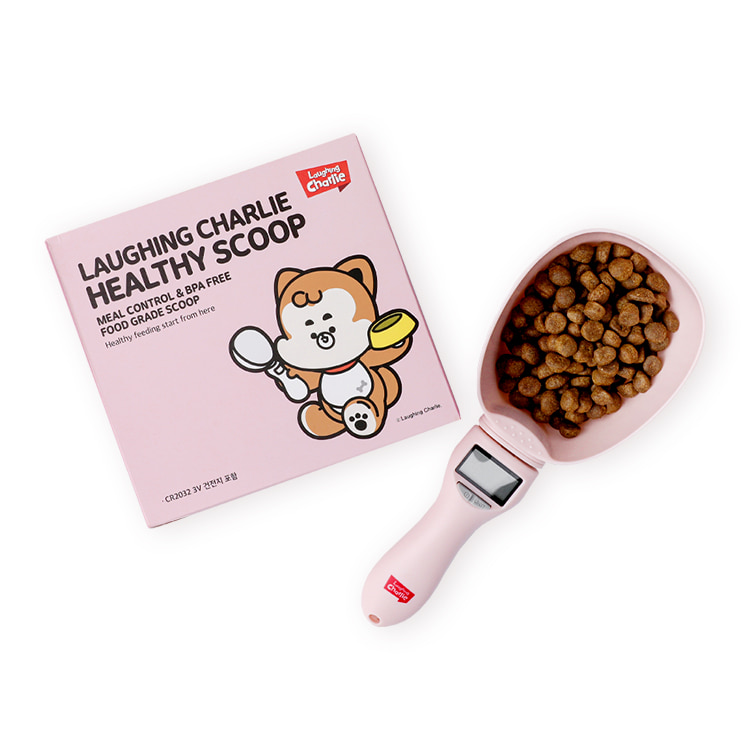 Laughing
Charlie
LAUGHING CHARLIE
HEALTHY SCOOP
MEAL CONTROL & BPA FREE
FOOD GRADE SCOOP
Healthy feeding start from here
© Laughing Charlie.
· CR2032 3V 건전지 포함
Laughing
Charlie